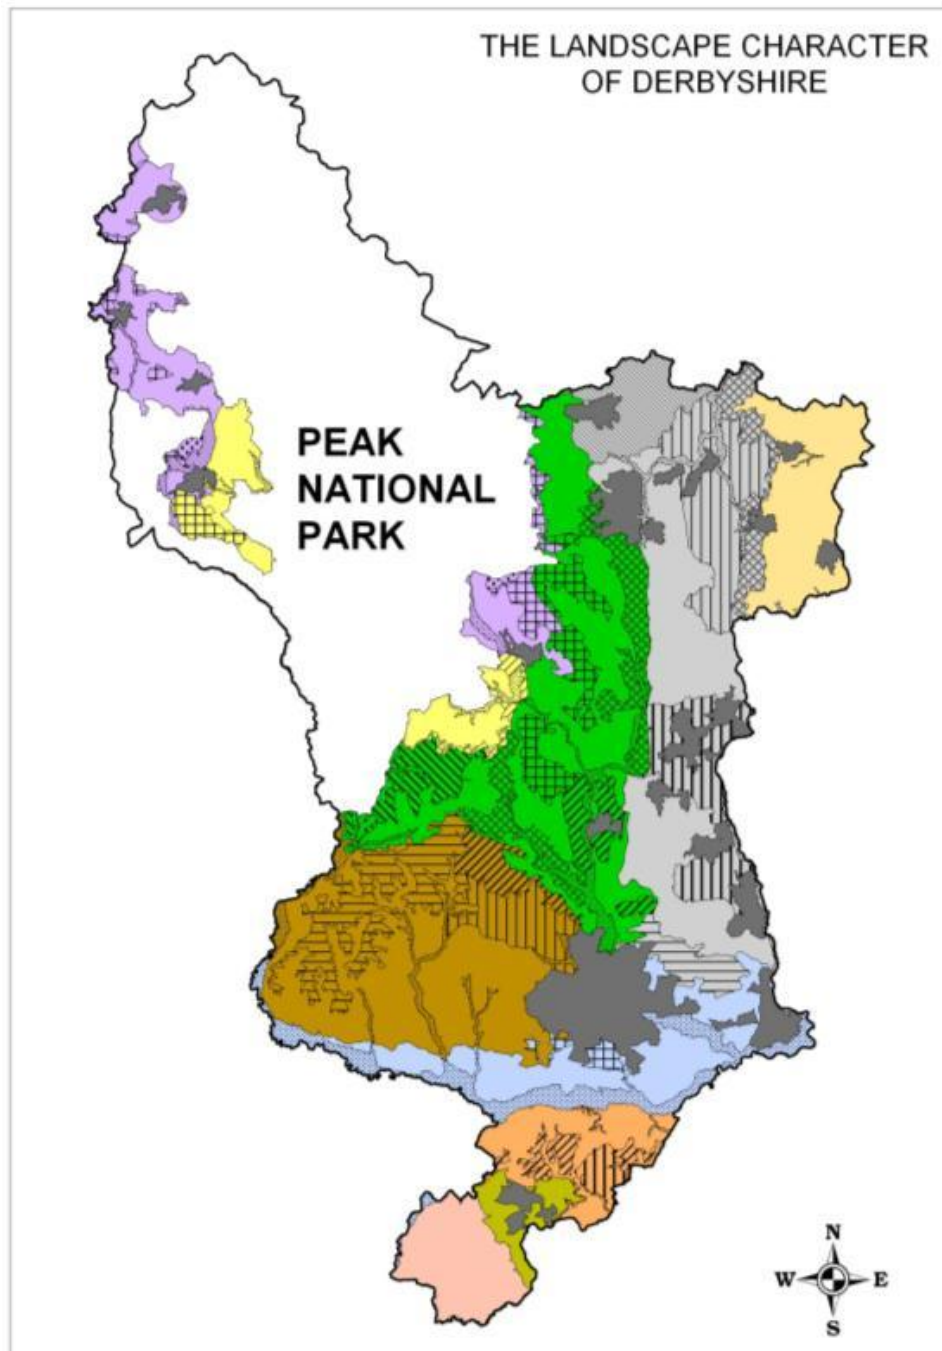 THE LANDSCAPE CHARACTER
OF DERBYSHIRE
PEAK
NATIONAL
PARK
N
W E
S